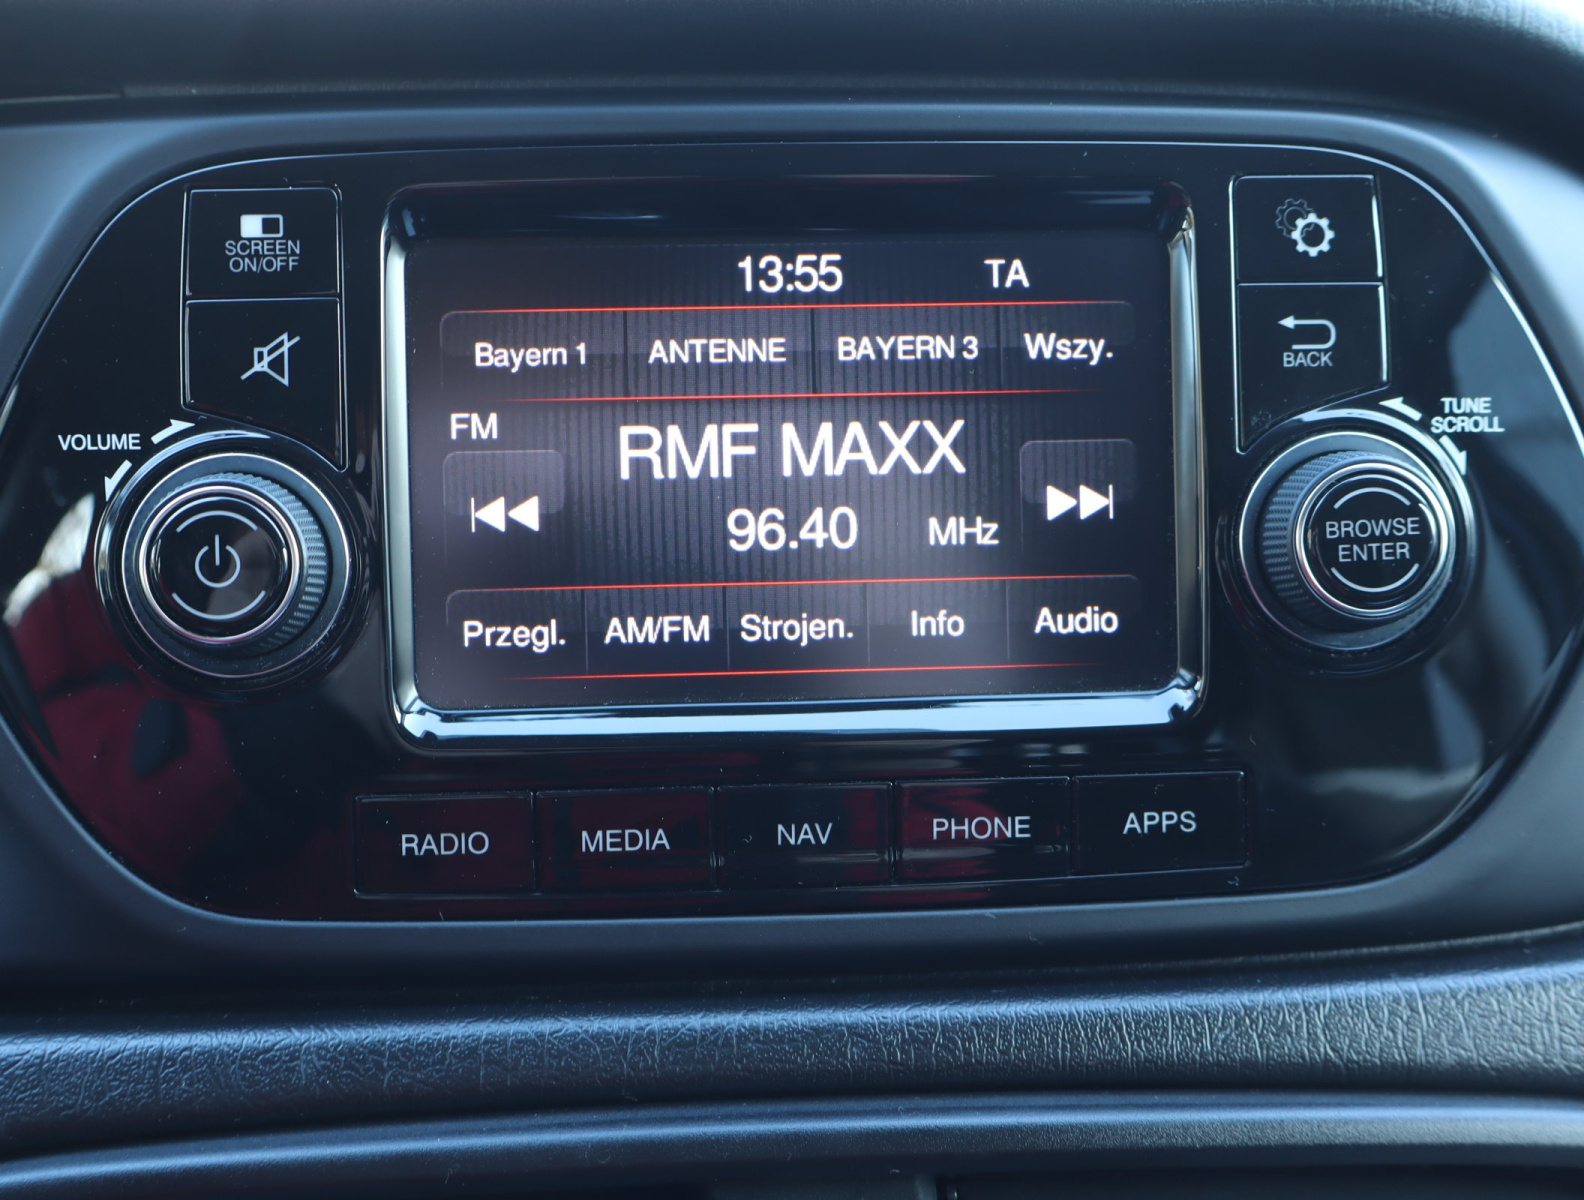 SCREEN
ON/OFF
VOLUME
13:55 TA
Bayern 1 ANTENNE BAYERN 3 Wszy.
FM
RMF MAXX
96.40 MHz
Przegl. AM/FM Strojen. Info Audio
BACK
TUNE
SCROLL
BROWSE
ENTER
RADIO MEDIA NAV PHONE APPS